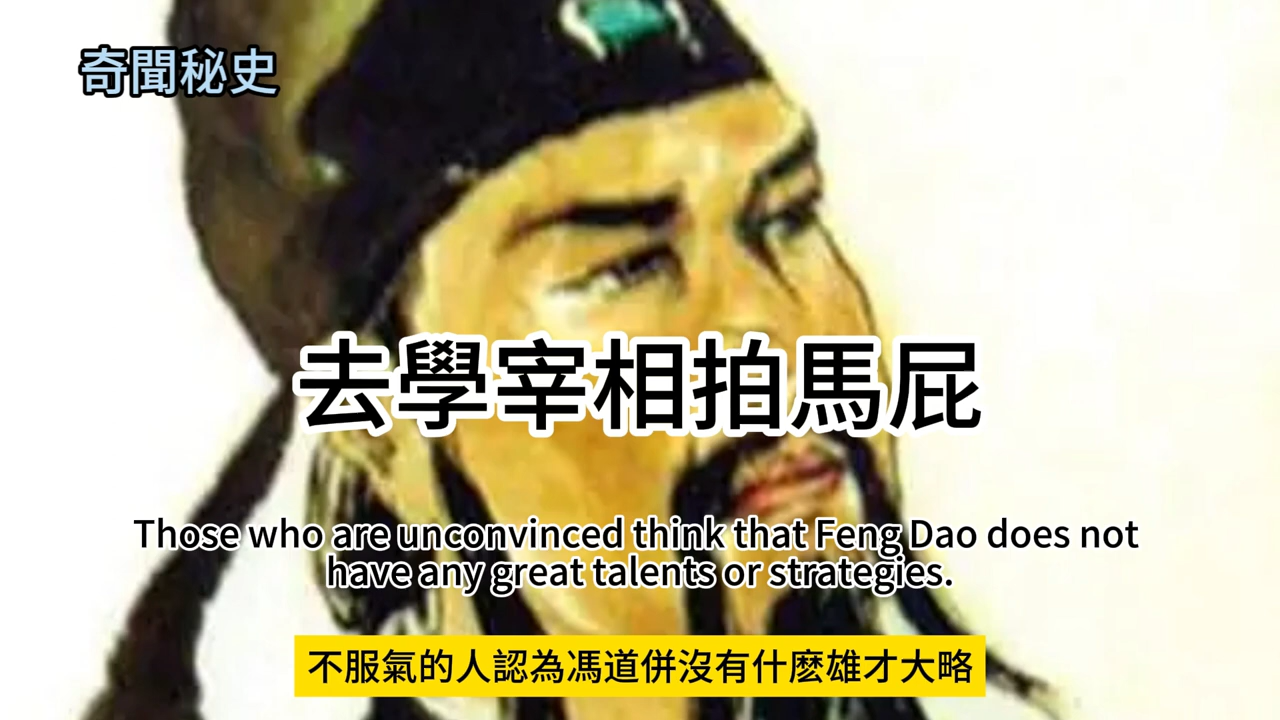 奇聞秘史
去學宰相拍馬屁
Those who are unconvinced think that Feng Dao does not
have any great talents or strategies.
不服氣的人認為馮道併沒有什麽雄才大略